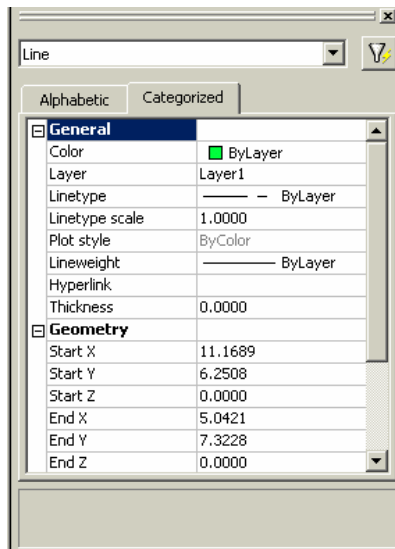 Line
Alphabetic Categorized
General
Color ByLayer
Layer Layer1
Linetype ByLayer
Linetype scale 1.0000
Plot style ByColor
Lineweight ByLayer
Hyperlink
Thickness 0.0000
Geometry
Start X 11.1689
Start Y 6.2508
Start Z 0.0000
End X 5.0421
End Y 7.3228
End Z 0.0000